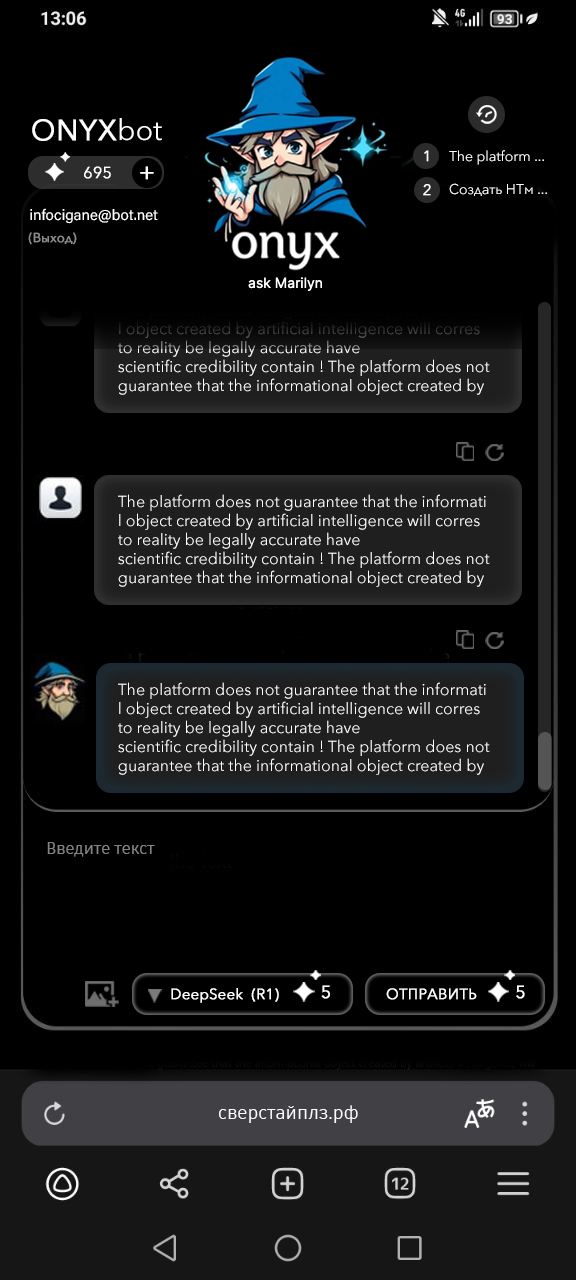 13:06
4G
93
ONYXbot
695
infocigane@bot.net
(Выход)
onyx
ask Marilyn
1 The platform ...
2 Создать HTм ...
l object created by artificial intelligence will corres
to reality be legally accurate have
scientific credibility contain ! The platform does not
guarantee that the informational object created by
The platform does not guarantee that the informati
l object created by artificial intelligence will corres
to reality be legally accurate have
scientific credibility contain ! The platform does not
guarantee that the informational object created by
The platform does not guarantee that the informati
l object created by artificial intelligence will corres
to reality be legally accurate have
scientific credibility contain ! The platform does not
guarantee that the informational object created by
Введите текст
DeepSeek (R1) 5
ОТПРАВИТЬ 5
сверстайплз.рф
Aあ
12